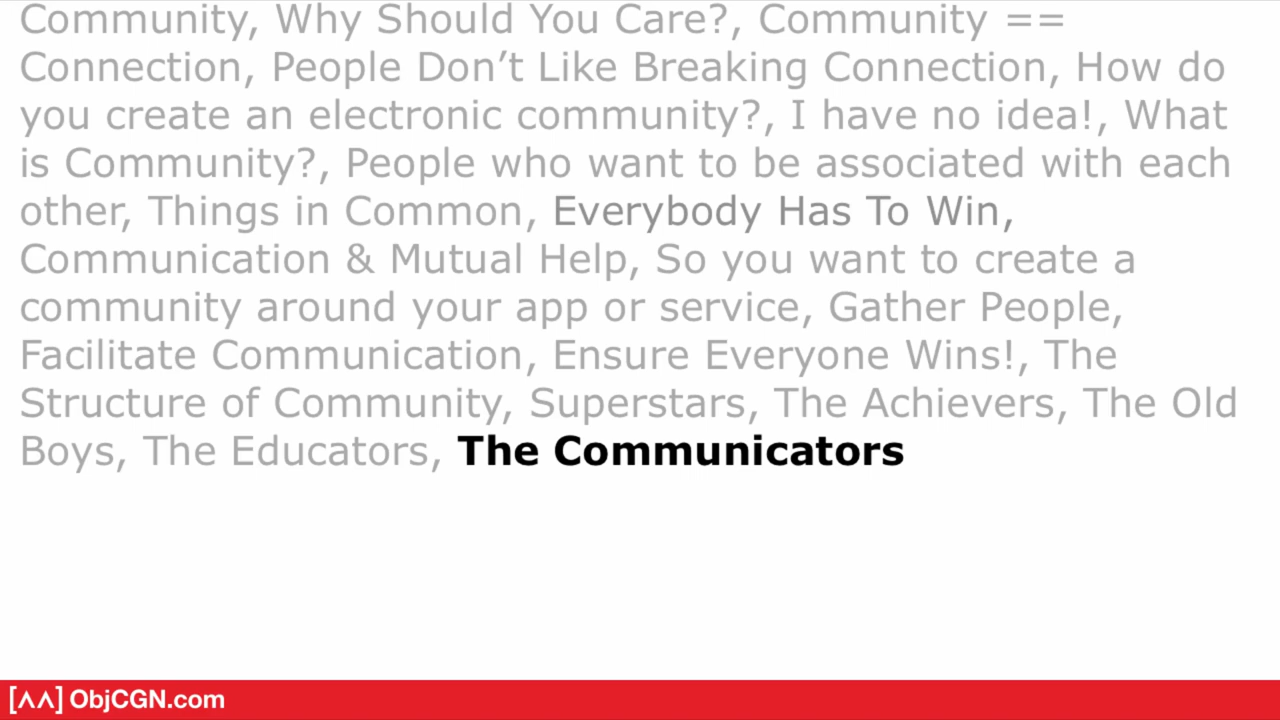 Community, Why Should You Care?, Community ==
Connection, People Don’t Like Breaking Connection, How do
you create an electronic community?, I have no idea!, What
is Community?, People who want to be associated with each
other, Things in Common, Everybody Has To Win,
Communication & Mutual Help, So you want to create a
community around your app or service, Gather People,
Facilitate Communication, Ensure Everyone Wins!, The
Structure of Community, Superstars, The Achievers, The Old
Boys, The Educators, The Communicators
[ʌʌ] ObjCGN.com